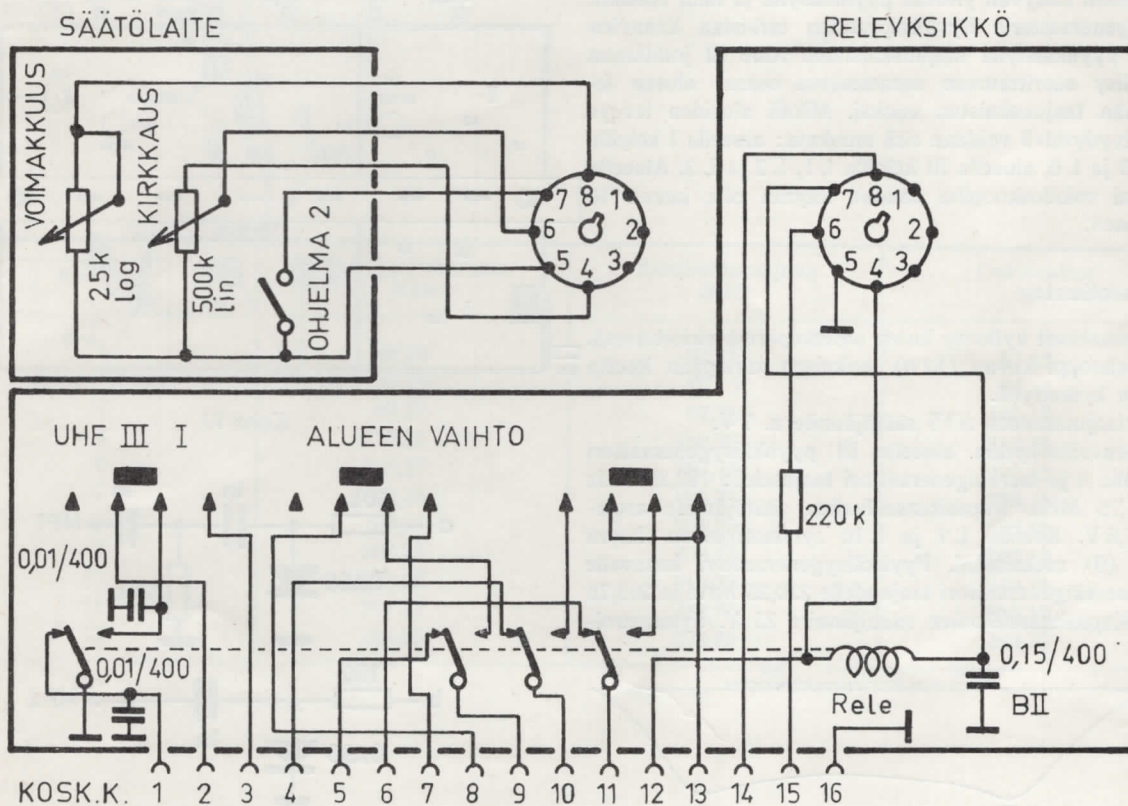 SÄÄTÖLAITE
RELEYKSIKKÖ
VOIMAKKUUS
25k
log
KIRKKAUS
500k
lin
OHJELMA 2
8
7
6
2
5
3
4
8
7
1
6
2
5
3
4
UHF III I
ALUEEN VAIHTO
220 k
0,01/400
0,01/400
0,15/400
Rele
BII
KOSK.K. 1 2 3 4 5 6 7 8 9 10 11 12 13 14 15 16